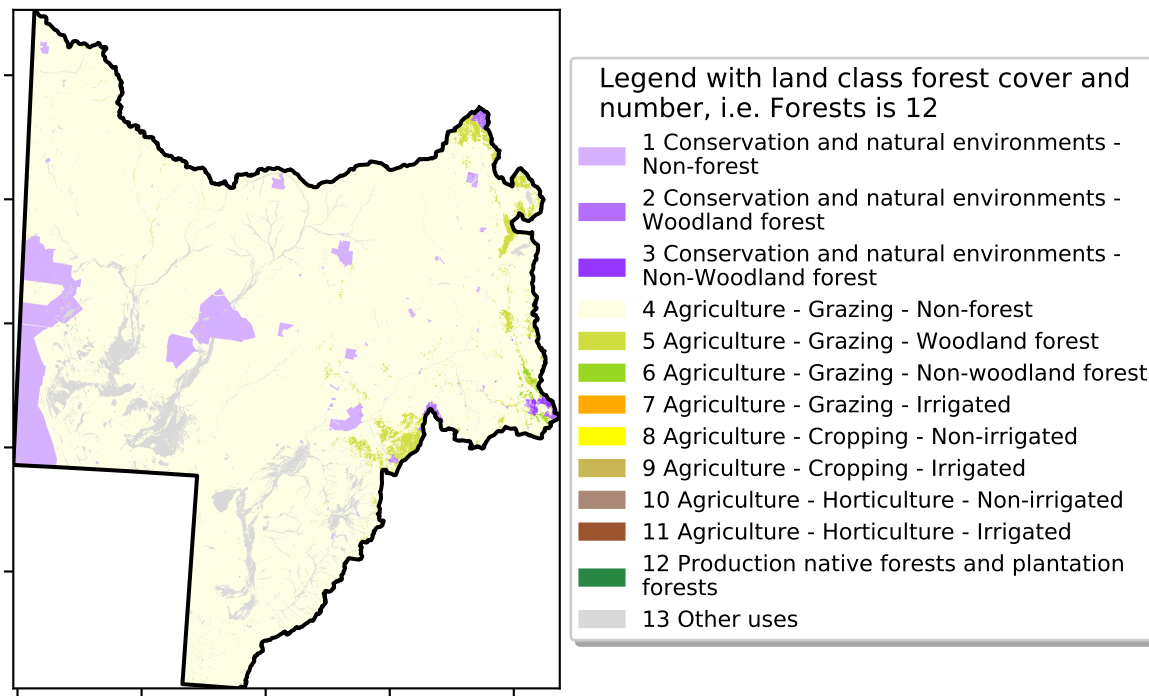 Legend with land class forest cover and
number, i.e. Forests is 12
1 Conservation and natural environments -
Non-forest
2 Conservation and natural environments -
Woodland forest
3 Conservation and natural environments -
Non-Woodland forest
4 Agriculture - Grazing - Non-forest
5 Agriculture - Grazing - Woodland forest
6 Agriculture - Grazing - Non-woodland forest
7 Agriculture - Grazing - Irrigated
8 Agriculture - Cropping - Non-irrigated
9 Agriculture - Cropping - Irrigated
10 Agriculture - Horticulture - Non-irrigated
11 Agriculture - Horticulture - Irrigated
12 Production native forests and plantation
forests
13 Other uses